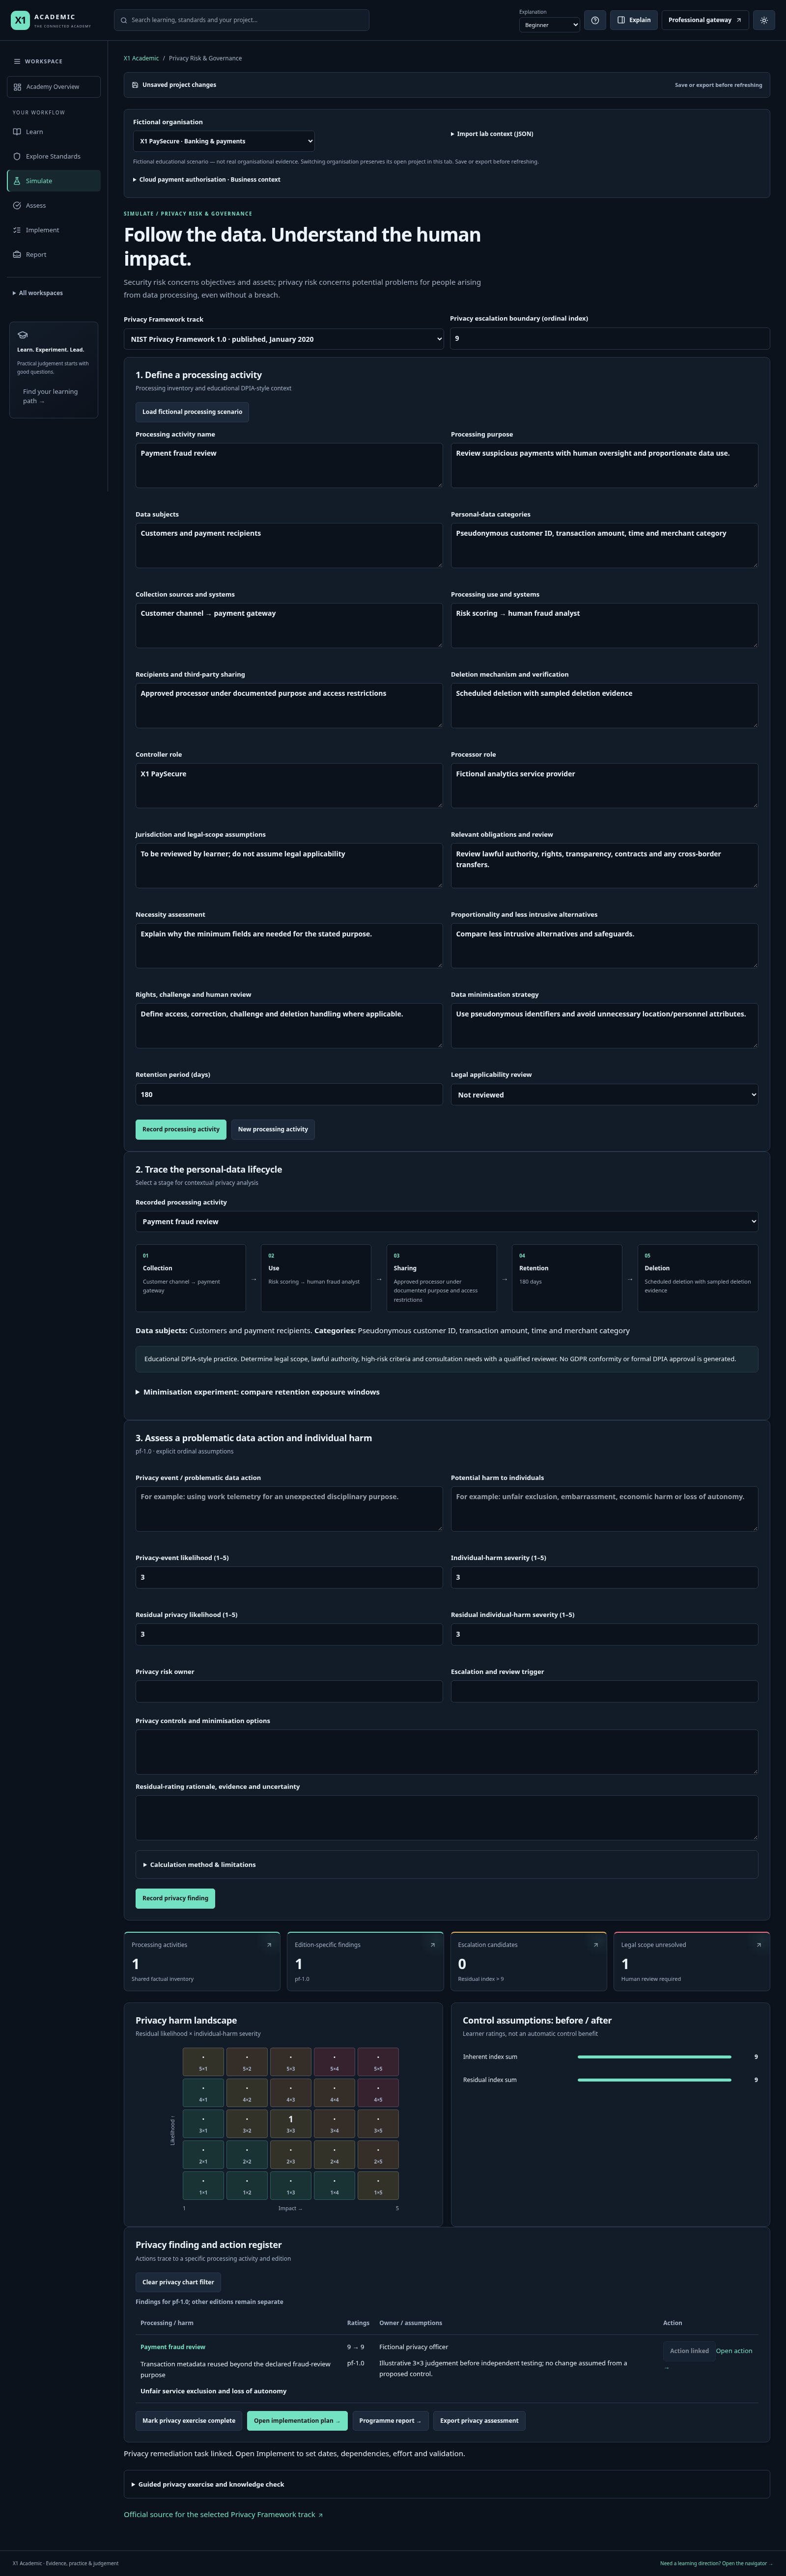 X1 ACADEMIC
THE CONNECTED ACADEMY
Search learning, standards and your project...
Explanation
Beginner
Explain
Professional gateway
WORKSPACE
Academy Overview
YOUR WORKFLOW
Learn
Explore Standards
Simulate
Assess
Implement
Report
All workspaces
Learn. Experiment. Lead.
Practical judgement starts with
good questions.
Find your learning
path →
X1 Academic / Privacy Risk & Governance
Unsaved project changes
Save or export before refreshing
Fictional organisation
X1 PaySecure · Banking & payments
Import lab context (JSON)
Fictional educational scenario — not real organisational evidence. Switching organisation preserves its open project in this tab. Save or export before refresh.
Cloud payment authorisation · Business context
SIMULATE / PRIVACY RISK & GOVERNANCE
Follow the data. Understand the human
impact.
Security risk concerns objectives and assets; privacy risk concerns potential problems for people arising
from data processing, even without a breach.
Privacy Framework track
NIST Privacy Framework 1.0 · published, January 2020
Privacy escalation boundary (ordinal index)
9
1. Define a processing activity
Processing inventory and educational DPIA-style context
Load fictional processing scenario
Processing activity name
Payment fraud review
Processing purpose
Review suspicious payments with human oversight and proportionate data use.
Data subjects
Customers and payment recipients
Personal-data categories
Pseudonymous customer ID, transaction amount, time and merchant category
Collection sources and systems
Customer channel → payment gateway
Processing use and systems
Risk scoring → human fraud analyst
Recipients and third-party sharing
Approved processor under documented purpose and access restrictions
Deletion mechanism and verification
Scheduled deletion with sampled deletion evidence
Controller role
X1 PaySecure
Processor role
Fictional analytics service provider
Jurisdiction and legal-scope assumptions
To be reviewed by learner; do not assume legal applicability
Relevant obligations and review
Review lawful authority, rights, transparency, contracts and any cross-border
transfers.
Necessity assessment
Explain why the minimum fields are needed for the stated purpose.
Proportionality and less intrusive alternatives
Compare less intrusive alternatives and safeguards.
Rights, challenge and human review
Define access, correction, challenge and deletion handling where applicable.
Data minimisation strategy
Use pseudonymous identifiers and avoid unnecessary location/personnel attributes.
Retention period (days)
180
Legal applicability review
Not reviewed
Record processing activity
New processing activity
2. Trace the personal-data lifecycle
Select a stage for contextual privacy analysis
Recorded processing activity
Payment fraud review
01
Collection
Customer channel → payment
gateway
→
02
Use
Risk scoring → human fraud analyst
→
03
Sharing
Approved processor under
documented purpose and access
restrictions
→
04
Retention
180 days
→
05
Deletion
Scheduled deletion with sampled deletion
evidence
Data subjects: Customers and payment recipients. Categories: Pseudonymous customer ID, transaction amount, time and merchant category
Educational DPIA-style practice. Determine legal scope, lawful authority, high-risk criteria and consultation needs with a qualified reviewer. No GDPR conformity or formal DPIA approval is generated.
Minimisation experiment: compare retention exposure windows
3. Assess a problematic data action and individual harm
pf-1.0 · explicit ordinal assumptions
Privacy event / problematic data action
For example: using work telemetry for an unexpected disciplinary purpose.
Potential harm to individuals
For example: unfair exclusion, embarrassment, economic harm or loss of autonomy.
Privacy-event likelihood (1–5)
3
Individual-harm severity (1–5)
3
Residual privacy likelihood (1–5)
3
Residual individual-harm severity (1–5)
3
Privacy risk owner
Escalation and review trigger
Privacy controls and minimisation options
Residual-rating rationale, evidence and uncertainty
Calculation method & limitations
Record privacy finding
Processing activities
1
Shared factual inventory
Edition-specific findings
1
pf-1.0
Escalation candidates
0
Residual index > 9
Legal scope unresolved
1
Human review required
Privacy harm landscape
Residual likelihood × individual-harm severity
Likelihood ↑
5×1 5×2 5×3 5×4 5×5
4×1 4×2 4×3 4×4 4×5
1
3×1 3×2 3×3 3×4 3×5
2×1 2×2 2×3 2×4 2×5
1×1 1×2 1×3 1×4 1×5
1 Impact → 5
Control assumptions: before / after
Learner ratings, not an automatic control benefit
Inherent index sum 9
Residual index sum 9
Privacy finding and action register
Actions trace to a specific processing activity and edition
Clear privacy chart filter
Findings for pf-1.0; other editions remain separate
Processing / harm Ratings Owner / assumptions Action
Payment fraud review
Transaction metadata reused beyond the declared fraud-review
purpose
Unfair service exclusion and loss of autonomy
9 → 9
pf-1.0
Fictional privacy officer
Illustrative 3×3 judgement before independent testing; no change assumed from a
proposed control.
Action linked Open action
→
Mark privacy exercise complete
Open implementation plan →
Programme report →
Export privacy assessment
Privacy remediation task linked. Open Implement to set dates, dependencies, effort and validation.
Guided privacy exercise and knowledge check
Official source for the selected Privacy Framework track ↗
X1 Academic · Evidence, practice & judgement
Need a learning direction? Open the navigator →